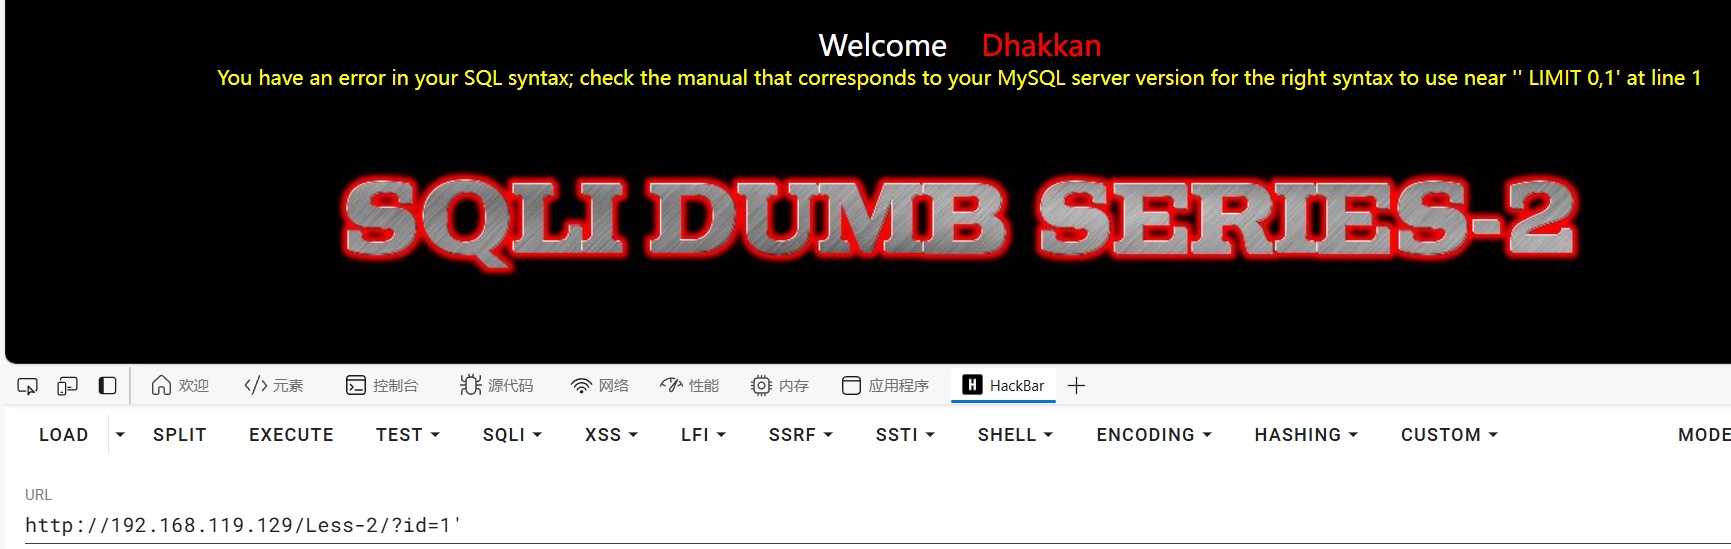 Welcome Dhakkan
You have an error in your SQL syntax; check the manual that corresponds to your MySQL server version for the right syntax to use near '' LIMIT 0,1' at line 1
SQLI DUMB SERIES-2
欢迎 元素 控制台 源代码 网络 性能 内存 应用程序 H HackBar
LOAD SPLIT EXECUTE TEST SQLI XSS LFI SSRF SSTI SHELL ENCODING HASHING CUSTOM MODE
URL
http://192.168.119.129/Less-2/?id=1'